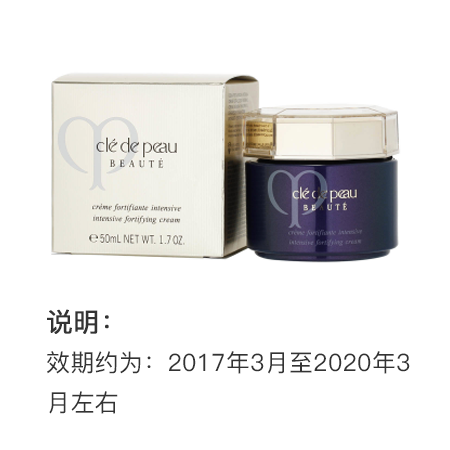 clé de peau
BEAUTÉ
crème fortifiante intensive
intensive fortifying cream
℮50mL NET WT. 1.7 OZ.
clé de peau
BEAUTÉ
crème fortifiante intensive
intensive fortifying cream
说明：
效期约为：2017年3月至2020年3
月左右